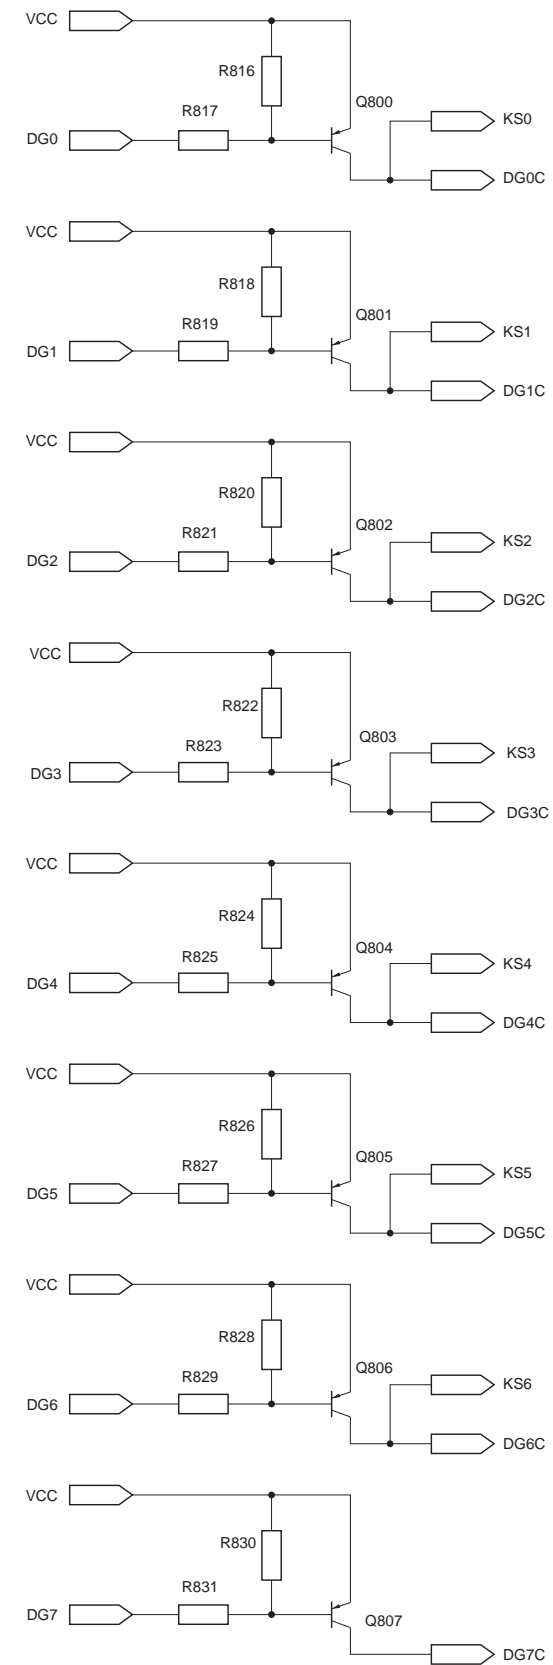 VCC
R816
Q800
R817
KS0
DG0
DG0C
VCC
R818
Q801
R819
KS1
DG1
DG1C
VCC
R820
Q802
R821
KS2
DG2
DG2C
VCC
R822
Q803
R823
KS3
DG3
DG3C
VCC
R824
Q804
R825
KS4
DG4
DG4C
VCC
R826
Q805
R827
KS5
DG5
DG5C
VCC
R828
Q806
R829
KS6
DG6
DG6C
VCC
R830
R831
DG7
Q807
DG7C